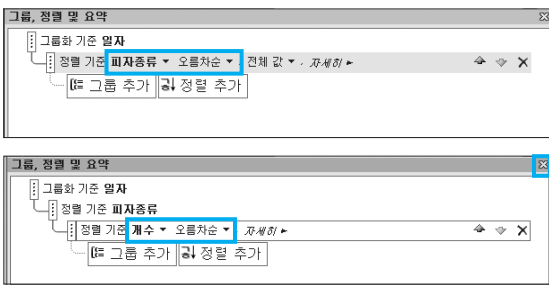 그룹, 정렬 및 요약
그룹화 기준 일자
정렬 기준 피자종류 ▼ 오름차순 ▼ , 전체 값 ▼ , 자세히 ►
그룹 추가 정렬 추가
그룹, 정렬 및 요약
그룹화 기준 일자
정렬 기준 피자종류
정렬 기준 개수 ▼ 오름차순 ▼ 자세히 ►
그룹 추가 정렬 추가